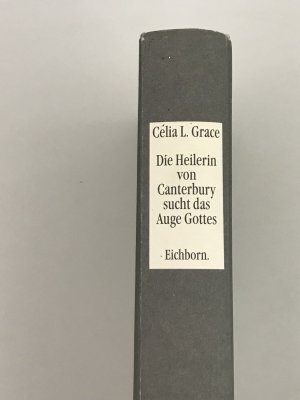 Célia L. Grace
Die Heilerin
von
Canterbury
sucht das
Auge Gottes
Eichborn.